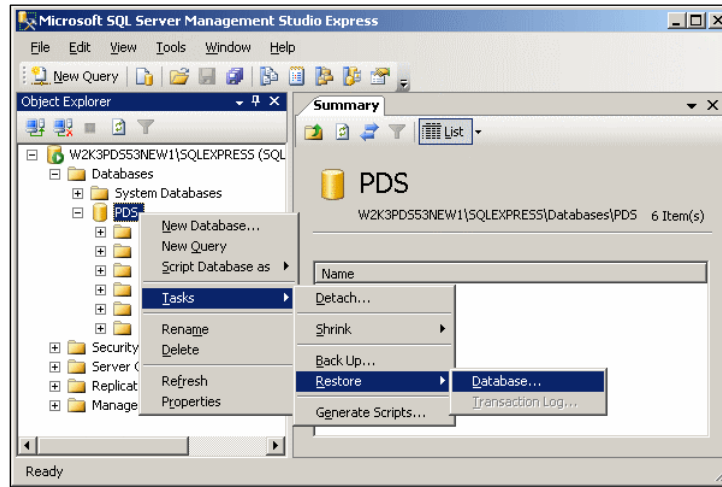 Microsoft SQL Server Management Studio Express
File Edit View Tools Window Help
New Query
Object Explorer
W2K3PDS53NEW1\SQLEXPRESS (SQL
Databases
System Databases
PDS
Security
Server
Replicat
Manage
New Database...
New Query
Script Database as
Tasks
Rename
Delete
Refresh
Properties
Detach...
Shrink
Back Up...
Restore
Generate Scripts...
Database...
Transaction Log...
Summary
List
PDS
W2K3PDS53NEW1\SQLEXPRESS\Databases\PDS 6 Item(s)
Name
Ready